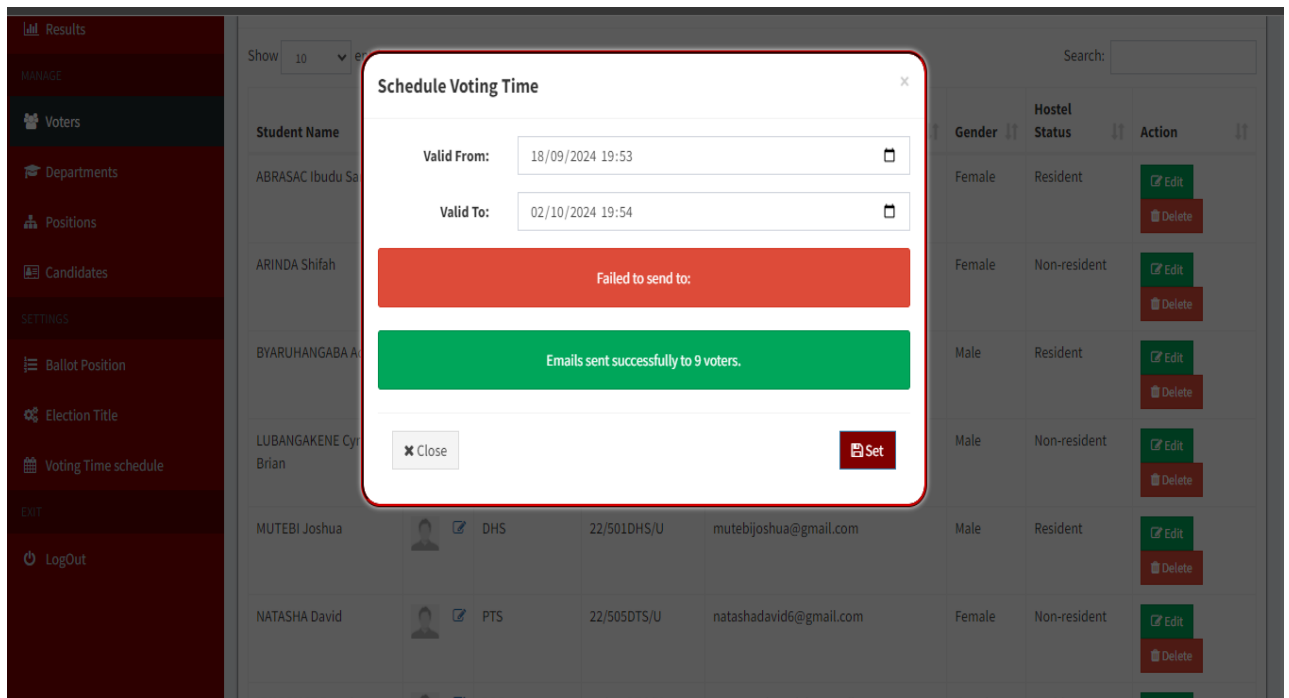 Results
MANAGE
Voters
Departments
Positions
Candidates
SETTINGS
Ballot Position
Election Title
Voting Time schedule
EXIT
LogOut
Show 10
Search:
Student Name Gender Hostel Status Action
ABRASAC Ibudu Female Resident Edit
Delete
ARINDA Shifah Female Non-resident Edit
Delete
BYARUHANGABA Male Resident Edit
Delete
LUBANGAKENE Male Non-resident Edit
Brian Delete
MUTEBI Joshua DHS 22/501DHS/U mutebijoshua@gmail.com Male Resident Edit
Delete
NATASHA David PTS 22/505DTS/U natashadavid6@gmail.com Female Non-resident Edit
Delete
Schedule Voting Time ×
Valid From: 18/09/2024 19:53
Valid To: 02/10/2024 19:54
Failed to send to:
Emails sent successfully to 9 voters.
Close Set